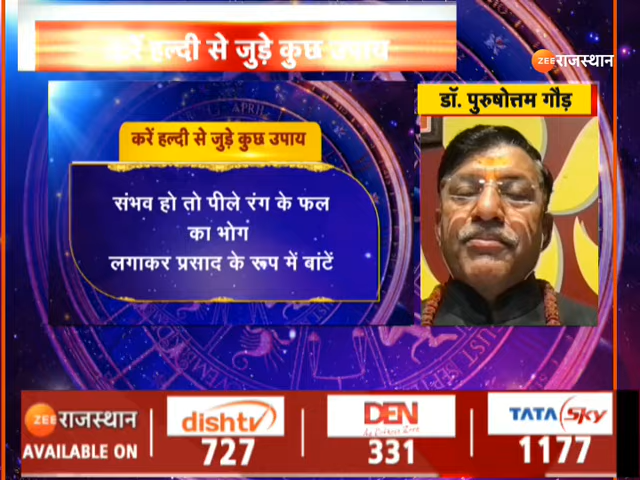 करें हल्दी से जुड़े कुछ उपाय
ZEE राजस्थान
डॉ. पुरुषोत्तम गौड़
करें हल्दी से जुड़े कुछ उपाय
संभव हो तो पीले रंग के फल
का भोग
लगाकर प्रसाद के रूप में बांटें
APRIL
ZEE राजस्थान
AVAILABLE ON
dishtv
727
DEN
331
TATA Sky
1177